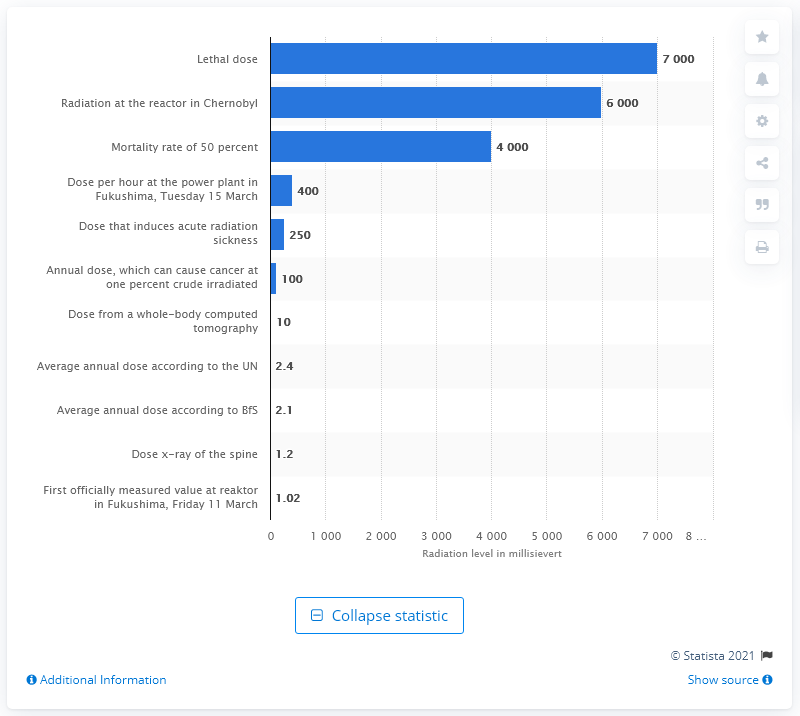 Lethal dose
7 000
Radiation at the reactor in Chernobyl
6 000
Mortality rate of 50 percent
4 000
Dose per hour at the power plant in
Fukushima, Tuesday 15 March
400
Dose that induces acute radiation
sickness
250
Annual dose, which can cause cancer at
one percent crude irradiated
100
Dose from a whole-body computed
tomography
10
Average annual dose according to the UN
2.4
Average annual dose according to BfS
2.1
Dose x-ray of the spine
1.2
First officially measured value at reaktor
in Fukushima, Friday 11 March
1.02
0 1 000 2 000 3 000 4 000 5 000 6 000 7 000 8 ...
Radiation level in millisievert
Collapse statistic
© Statista 2021
Additional Information
Show source